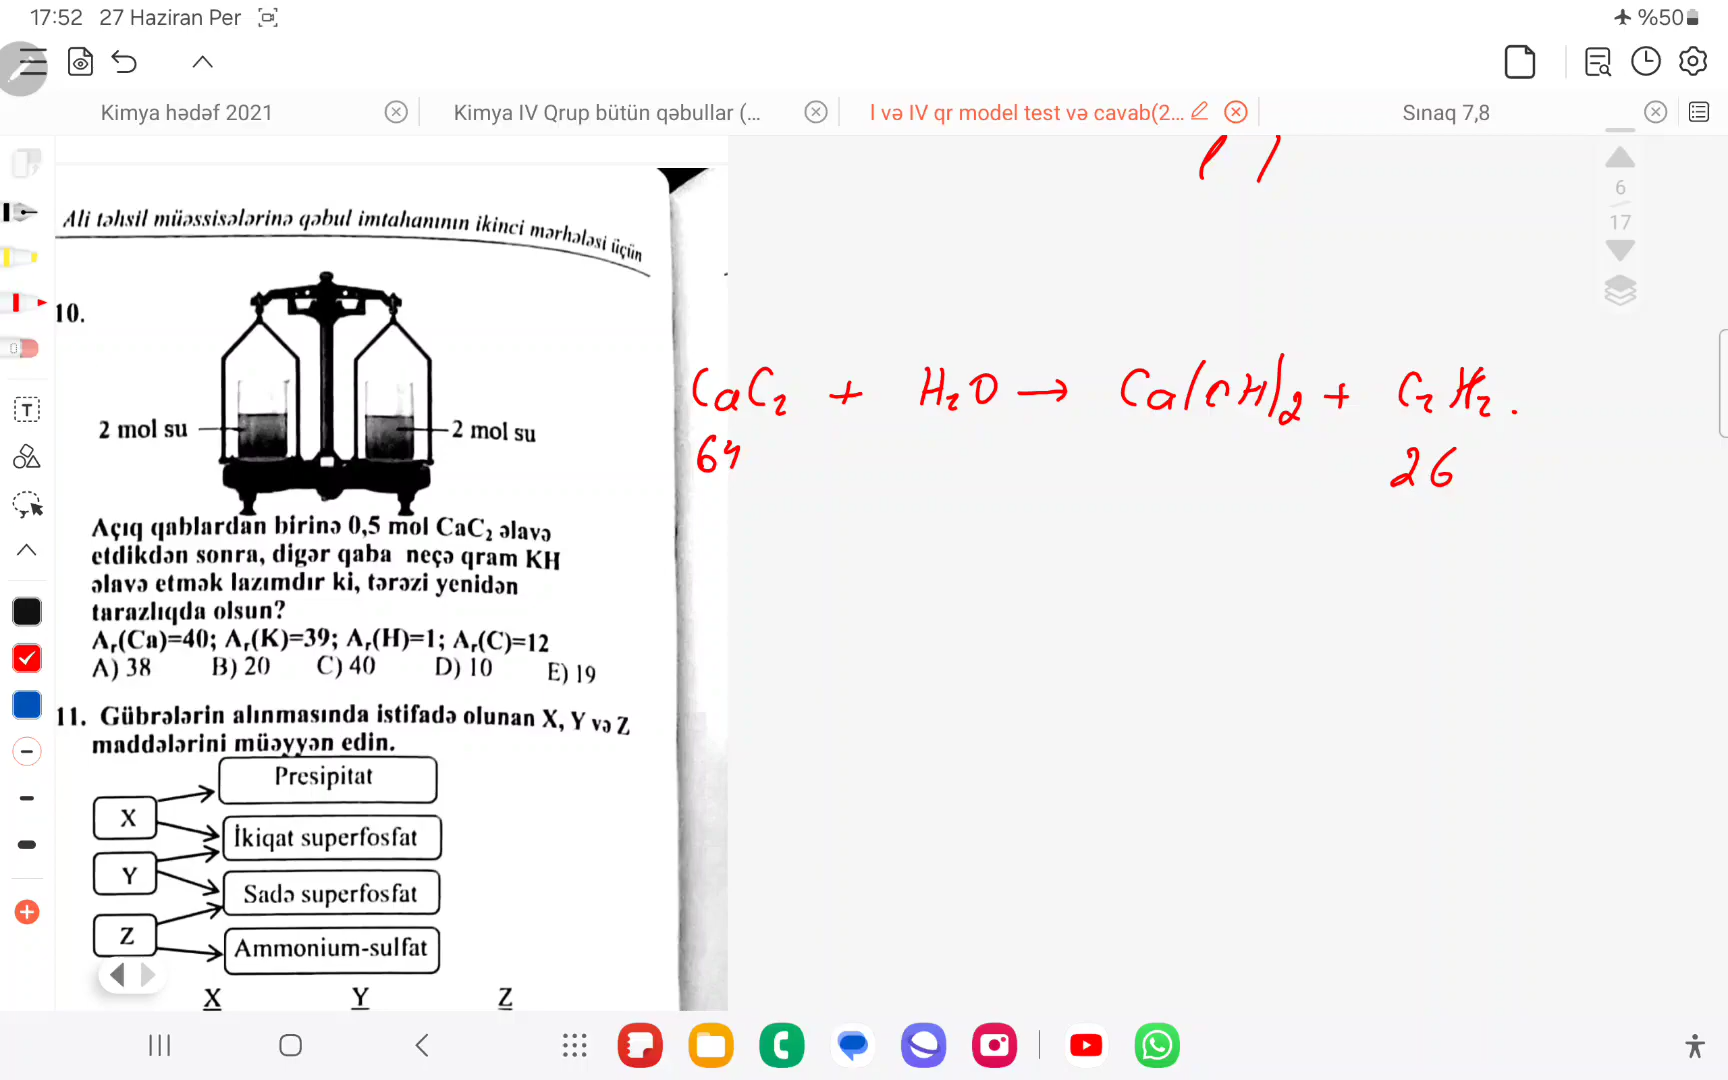 17:52 27 Haziran Per %50
Kimya hədəf 2021
Kimya IV Qrup bütün qəbullar (...
I və IV qr model test və cavab(2...
Sınaq 7,8
6
17
Ali təhsil müəssisələrinə qəbul imtahanının ikinci mərhələsi üçün
10.
2 mol su
2 mol su
CaC₂ + H₂O → Ca(OH)₂ + C₂H₂.
64
26
Açıq qablardan birinə 0,5 mol CaC₂ əlavə
etdikdən sonra, digər qaba neçə qram KH
əlavə etmək lazımdır ki, tərəzi yenidən
tarazlıqda olsun?
Aᵣ(Ca)=40; Aᵣ(K)=39; Aᵣ(H)=1; Aᵣ(C)=12
A) 38 B) 20 C) 40 D) 10 E) 19
11. Gübrələrin alınmasında istifadə olunan X, Y və Z
maddələrini müəyyən edin.
Presipitat
X
İkiqat superfosfat
Y
Sadə superfosfat
Z
Ammonium-sulfat
X Y Z